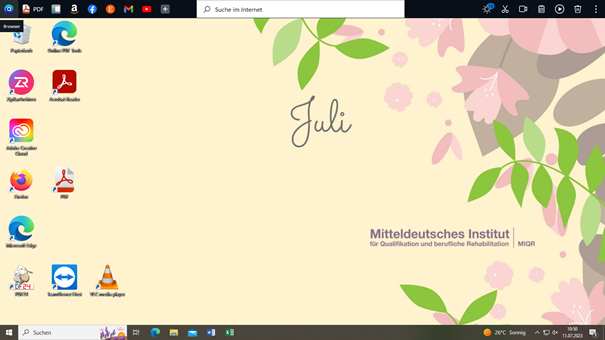 PDF
Suche im Internet
Browser
Papierkorb
Online PDF Tools
Acrobat Reader
Adobe Creative
Cloud
Firefox
PDF
Microsoft Edge
TeamViewer Host
VLC media player
Juli
Mitteldeutsches Institut
für Qualifikation und berufliche Rehabilitation
MIQR
Suchen
26°C Sonnig
10:50
11.07.2023